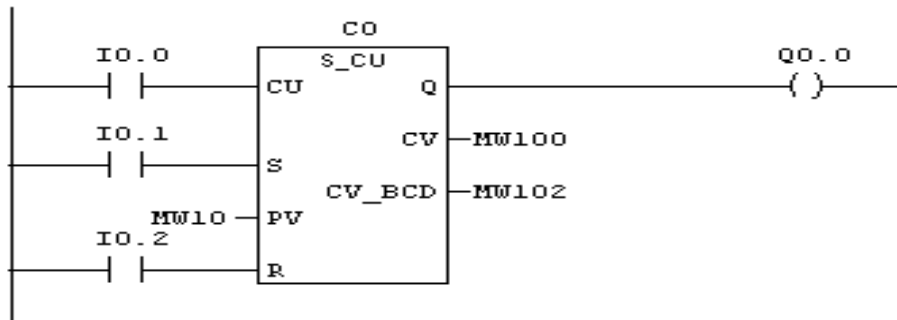 C0
I0.0
S_CU
Q0.0
CU
Q
I0.1
CV
MW100
S
CV_BCD
MW102
MW10
PV
I0.2
R